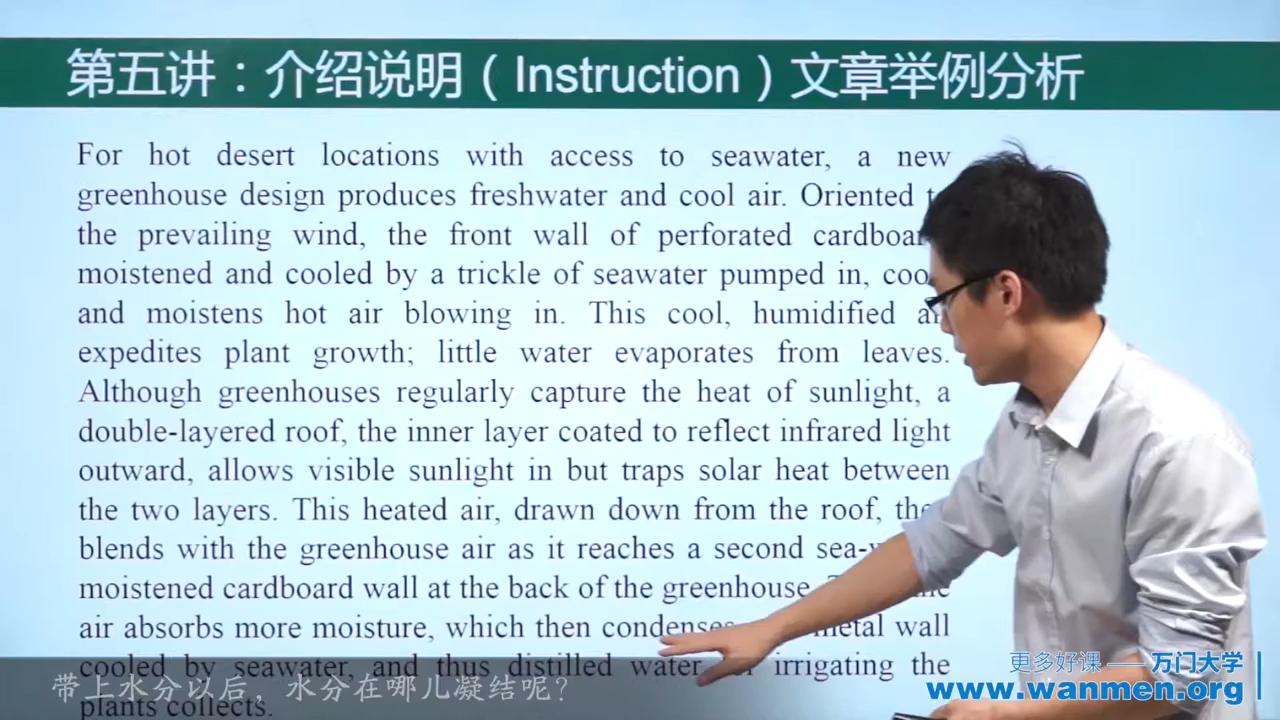 第五讲：介绍说明（Instruction）文章举例分析
For hot desert locations with access to seawater, a new
greenhouse design produces freshwater and cool air. Oriented
the prevailing wind, the front wall of perforated
moistened and cooled by a trickle of seawater pumped in,
and moistens hot air blowing in. This cool, humidified
expedites plant growth; little water evaporates from leaves.
Although greenhouses regularly capture the heat of sunlight, a
double-layered roof, the inner layer coated to reflect infrared light
outward, allows visible sunlight in but traps solar heat between
the two layers. This heated air, drawn down from the roof,
blends with the greenhouse air as it reaches a second
moistened cardboard wall at the back of the greenhouse.
air absorbs more moisture, which then condenses metal wall
cooled by seawater, and thus distilled water irrigating the
plants collects.
带上水分以后，水分在哪儿凝结呢？
更多好课 —— 万门大学
www.wanmen.org